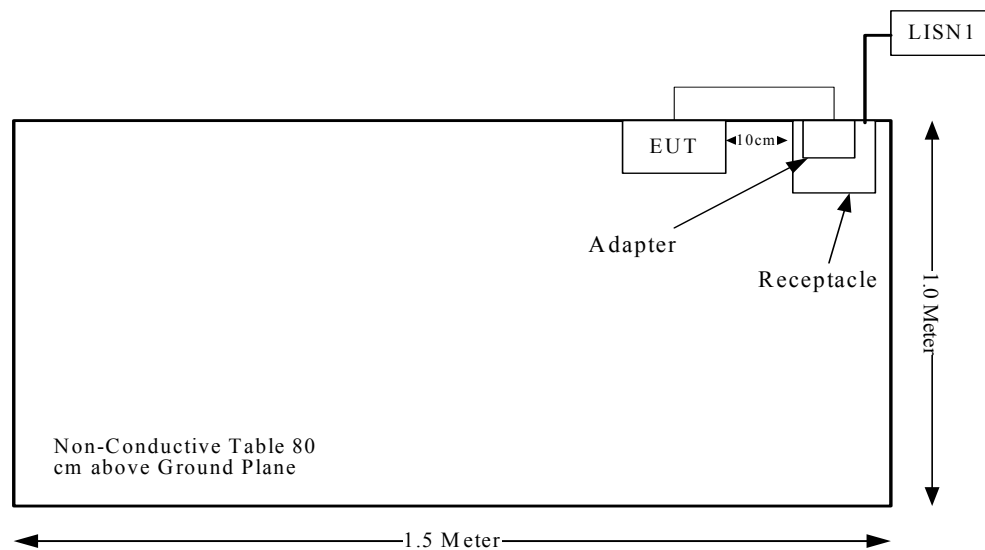 LISN1
EUT
10cm
Adapter
Receptacle
1.0 Meter
Non-Conductive Table 80
cm above Ground Plane
1.5 Meter